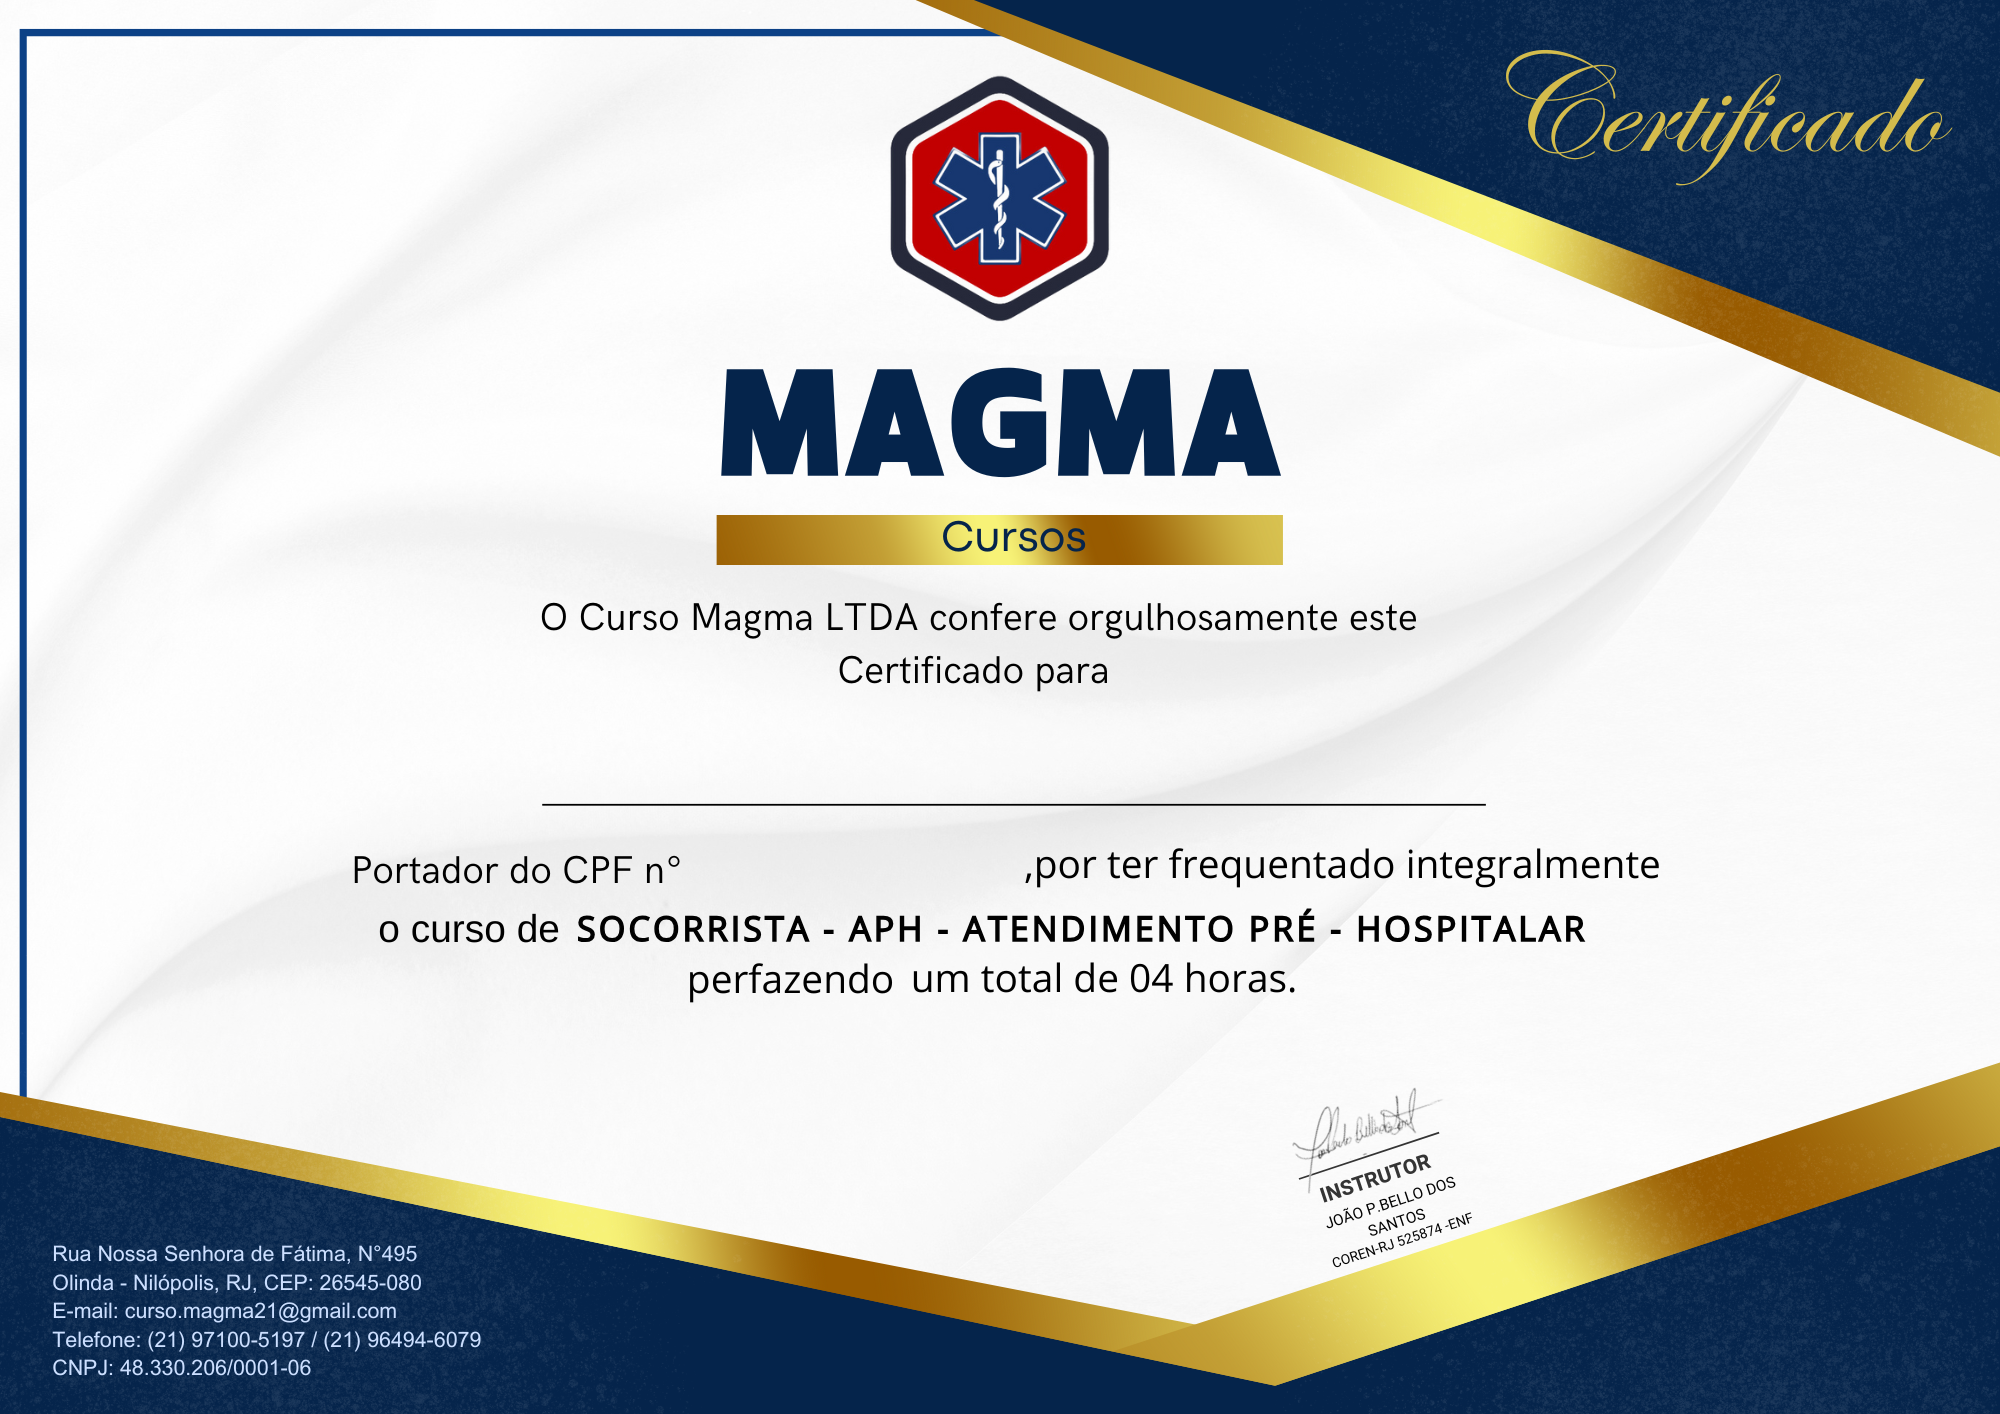 Certificado
MAGMA
Cursos
O Curso Magma LTDA confere orgulhosamente este
Certificado para
Portador do CPF n° ,por ter frequentado integralmente
o curso de SOCORRISTA - APH - ATENDIMENTO PRÉ - HOSPITALAR
perfazendo um total de 04 horas.
INSTRUTOR
JOÃO P.BELLO DOS
SANTOS
COREN-RJ 525874 -ENF
Rua Nossa Senhora de Fátima, N°495
Olinda - Nilópolis, RJ, CEP: 26545-080
E-mail: curso.magma21@gmail.com
Telefone: (21) 97100-5197 / (21) 96494-6079
CNPJ: 48.330.206/0001-06